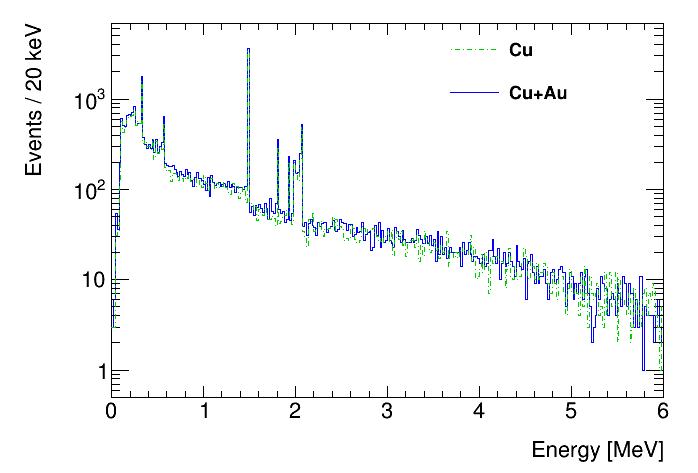 Events / 20 keV
Cu
Cu+Au
10³
10²
10
1
0 1 2 3 4 5 6
Energy [MeV]